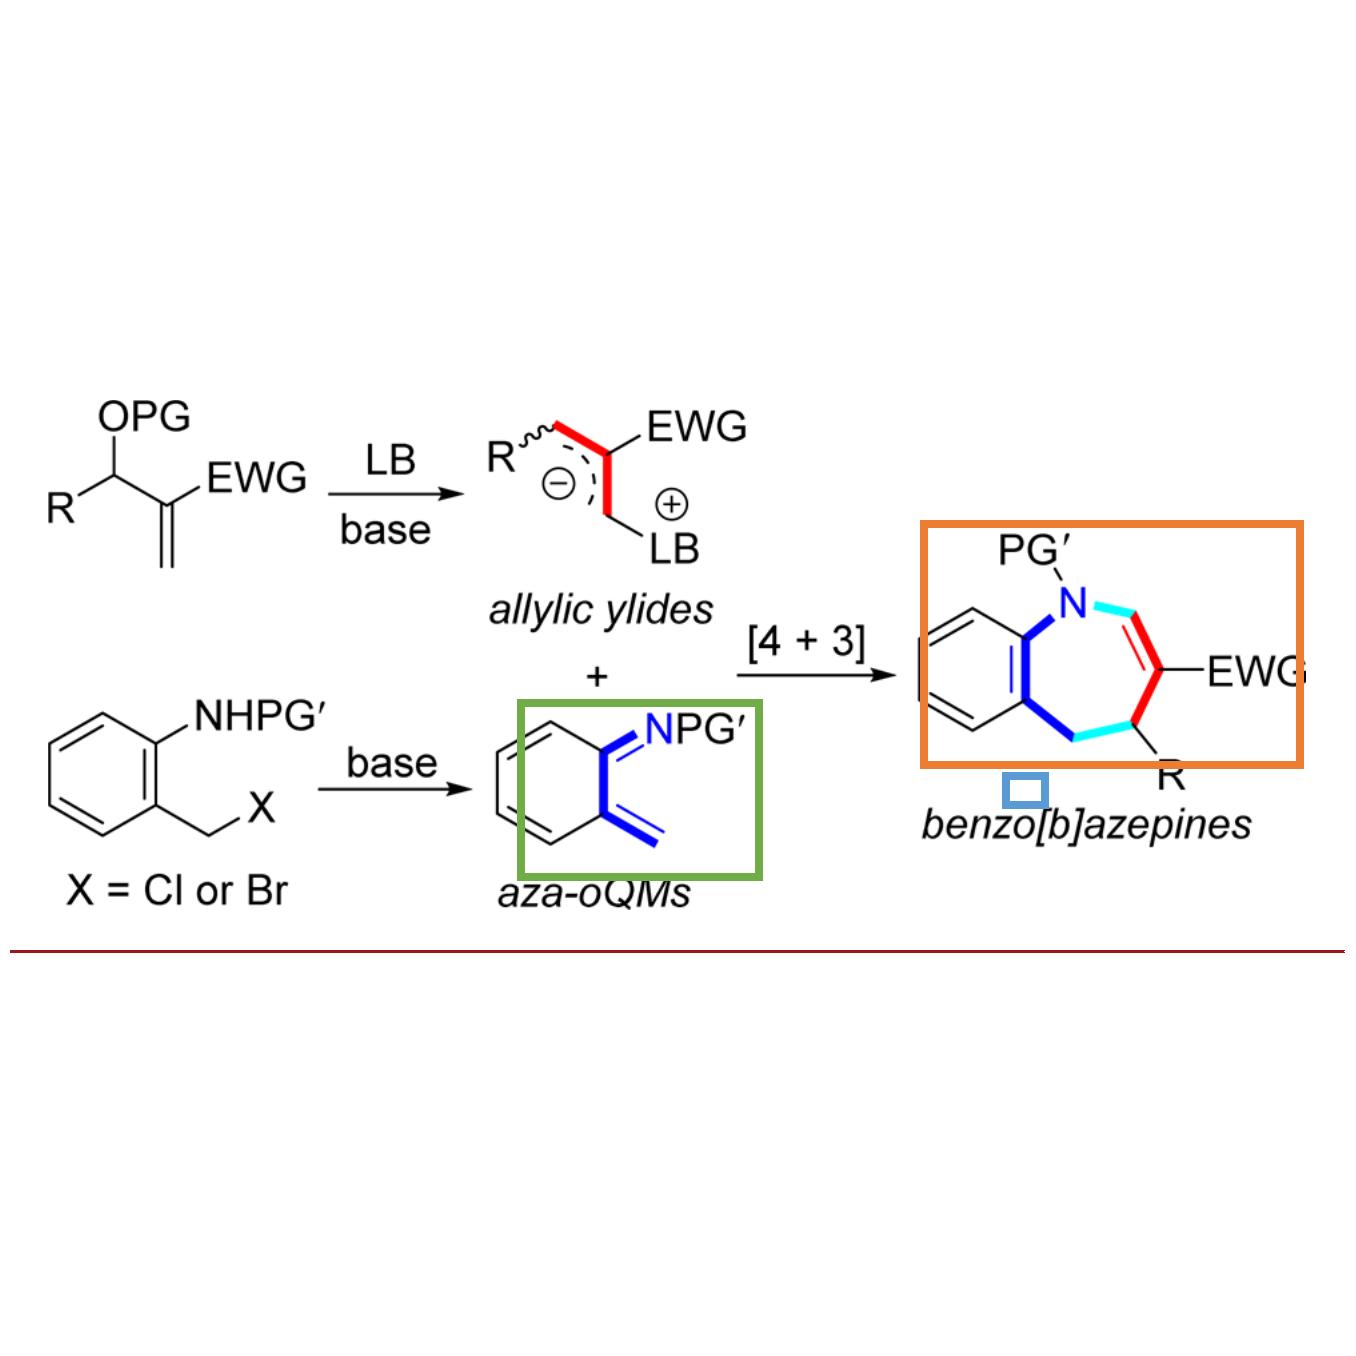 OPG
R
EWG
LB
base
R
EWG
⊖
⊕
LB
allylic ylides
+
NHPG′
X
X = Cl or Br
base
NPG′
aza-oQMs
[4 + 3]
PG′
N
EWG
R
benzo[b]azepines